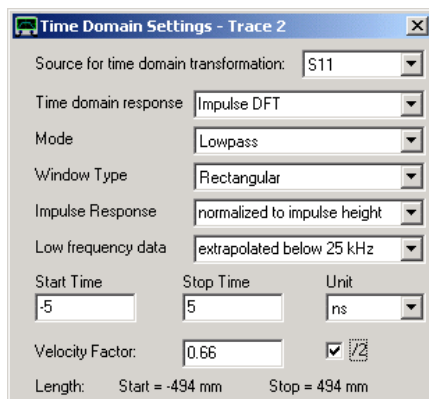 Time Domain Settings - Trace 2
Source for time domain transformation: S11
Time domain response Impulse DFT
Mode Lowpass
Window Type Rectangular
Impulse Response normalized to impulse height
Low frequency data extrapolated below 25 kHz
Start Time Stop Time Unit
-5 5 ns
Velocity Factor: 0.66 /2
Length: Start = -494 mm Stop = 494 mm